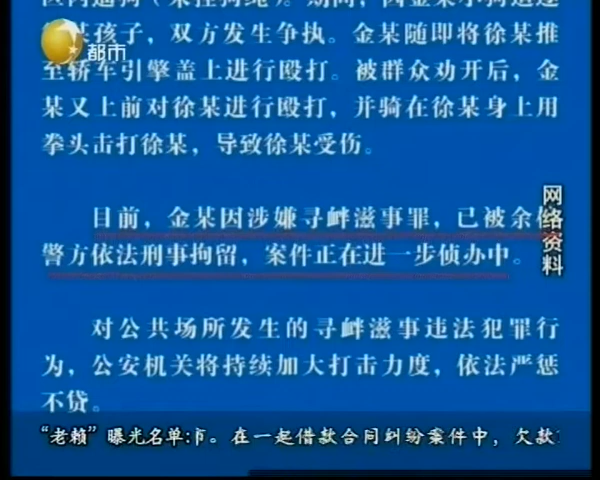 都市
某孩子，双方发生争执。金某随即将徐某推
至轿车引擎盖上进行殴打。被群众劝开后，金
某又上前对徐某进行殴打，并骑在徐某身上用
拳头击打徐某，导致徐某受伤。
目前，金某因涉嫌寻衅滋事罪，已被余
警方依法刑事拘留，案件正在进一步侦办中。
对公共场所发生的寻衅滋事违法犯罪行
为，公安机关将持续加大打击力度，依法严惩
不贷。
网络资料
“老赖”曝光名单:市。在一起借款合同纠纷案件中，欠款